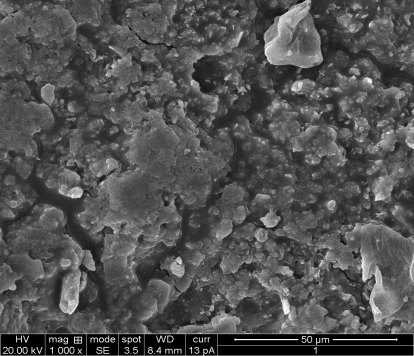 HV mag ⊞ mode spot WD curr
20.00 kV 1 000 x SE 3.5 8.4 mm 13 pA
50 µm